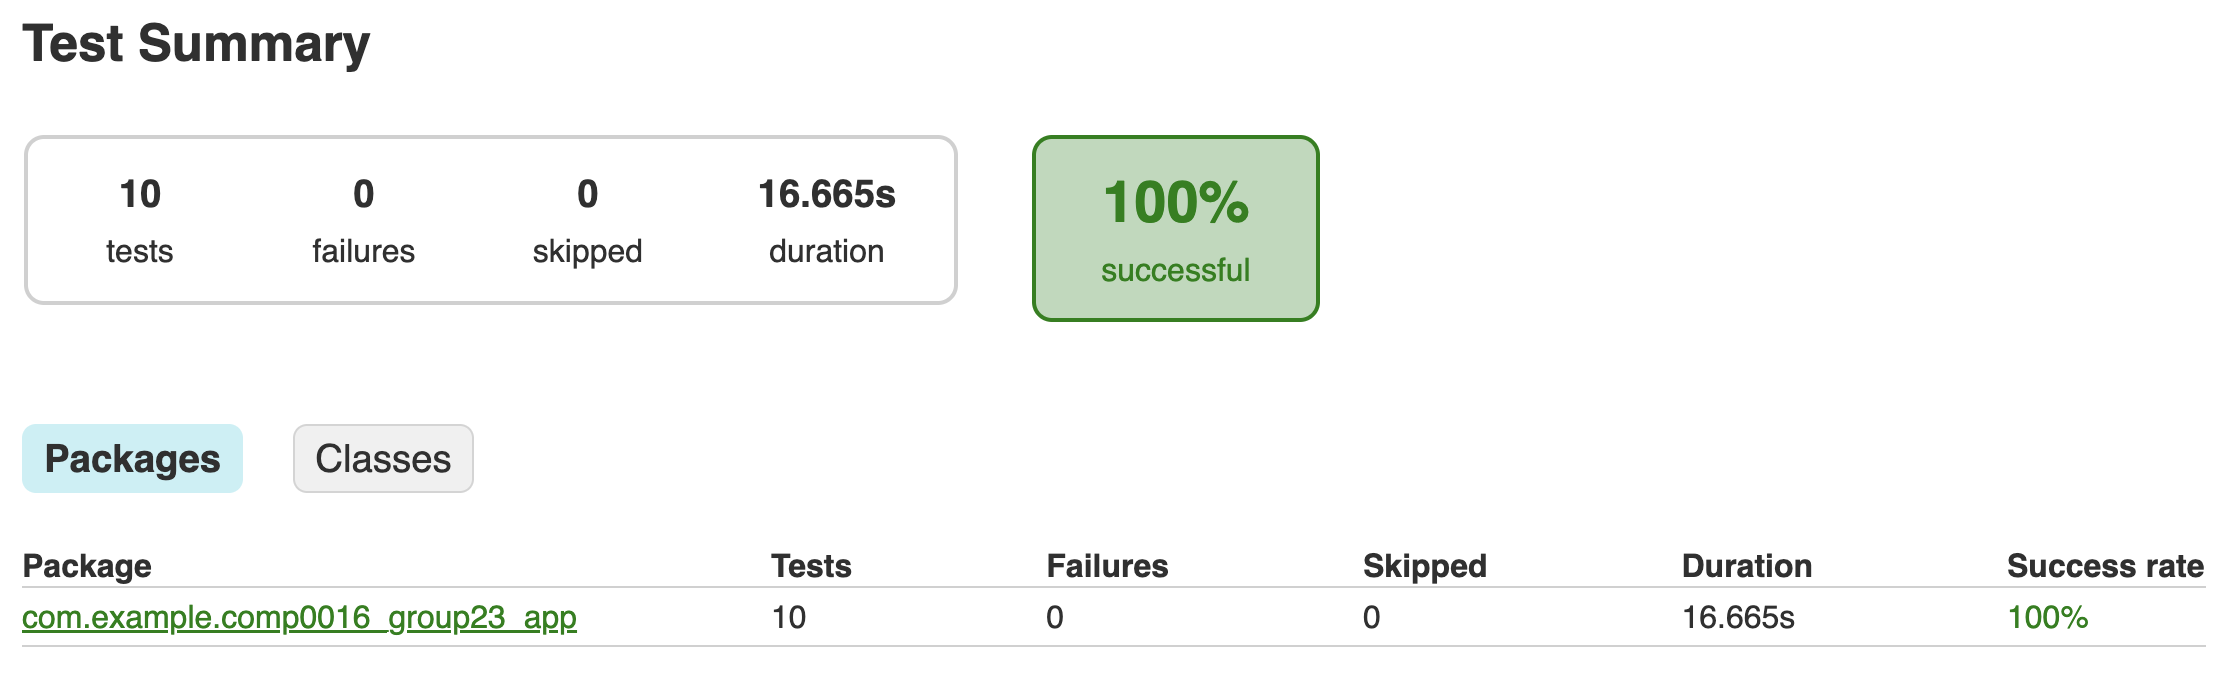 Test Summary
10 0 0 16.665s
tests failures skipped duration
100%
successful
Packages Classes
Package Tests Failures Skipped Duration Success rate
com.example.comp0016_group23_app 10 0 0 16.665s 100%